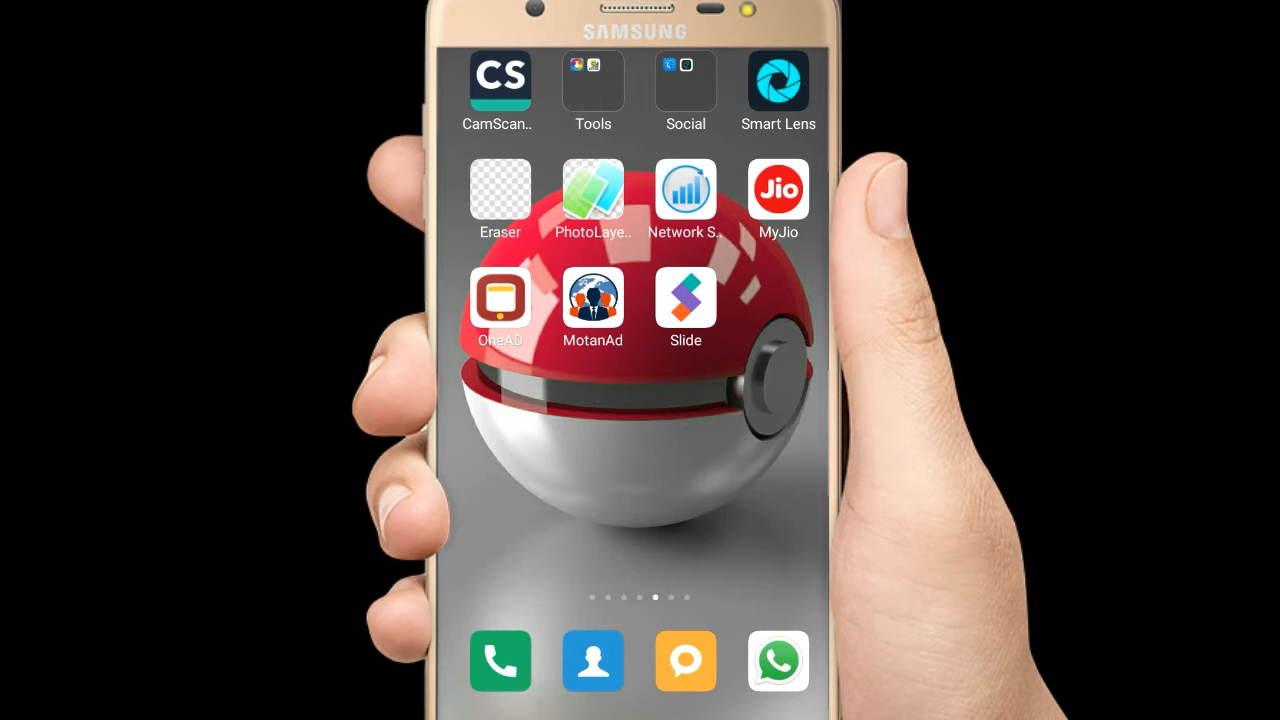 SAMSUNG
CS
CamScan..
Tools
Social
Smart Lens
Jio
Eraser
PhotoLaye..
Network S..
MyJio
OneAD
MotanAd
Slide